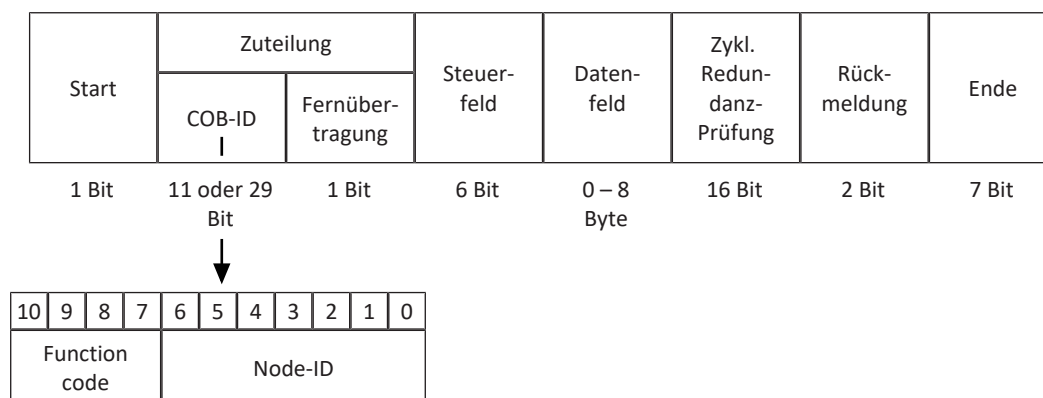 Start
Zuteilung
COB-ID
Fernüber-
tragung
Steuer-
feld
Daten-
feld
Zykl.
Redun-
danz-
Prüfung
Rück-
meldung
Ende
1 Bit
11 oder 29
Bit
1 Bit
6 Bit
0 – 8
Byte
16 Bit
2 Bit
7 Bit
10 9 8 7 6 5 4 3 2 1 0
Function
code
Node-ID